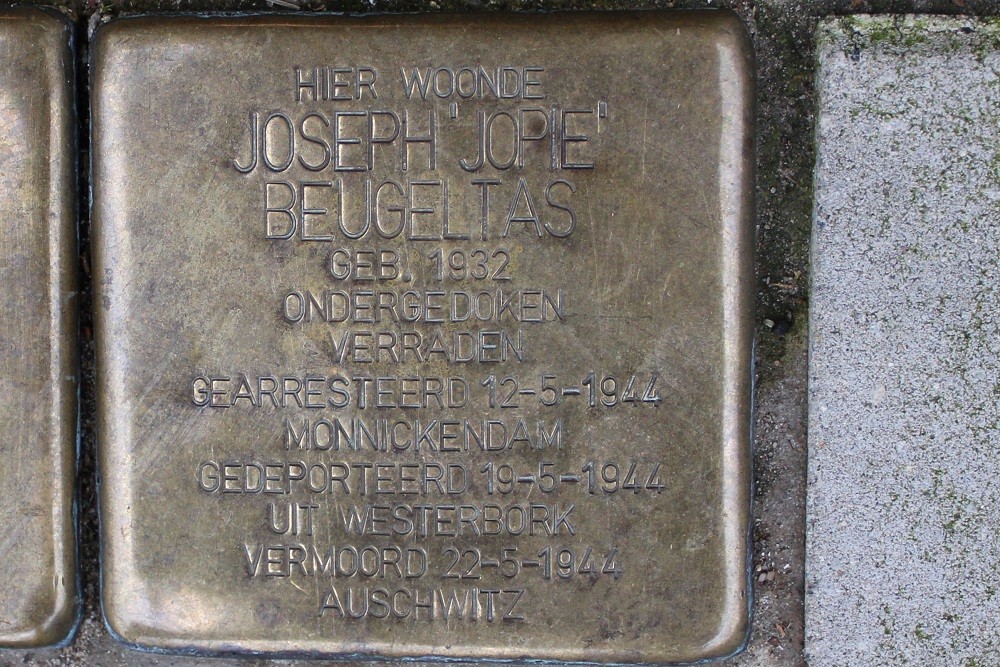 HIER WOONDE
JOSEPH 'JOPIE'
BEUGELTAS
GEB. 1932
ONDERGEDOKEN
VERRADEN
GEARRESTEERD 12-5-1944
MONNICKENDAM
GEDEPORTEERD 19-5-1944
UIT WESTERBORK
VERMOORD 22-5-1944
AUSCHWITZ